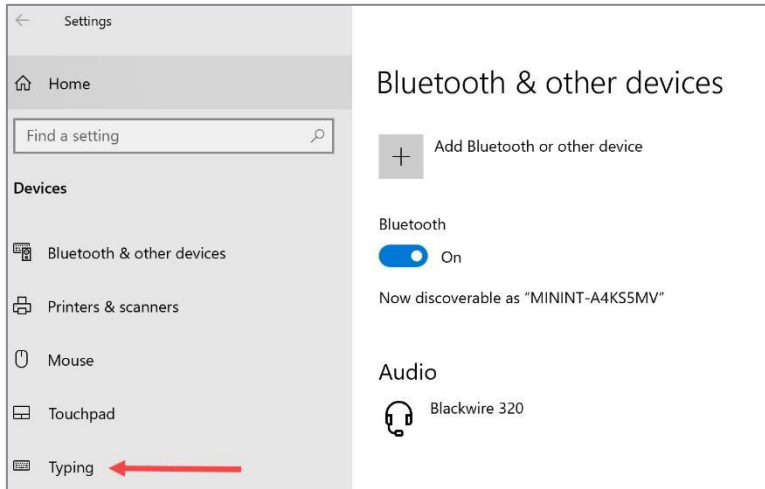 Settings
Home
Find a setting
Devices
Bluetooth & other devices
Printers & scanners
Mouse
Touchpad
Typing
Bluetooth & other devices
Add Bluetooth or other device
Bluetooth
On
Now discoverable as “MININT-A4KS5MV”
Audio
Blackwire 320